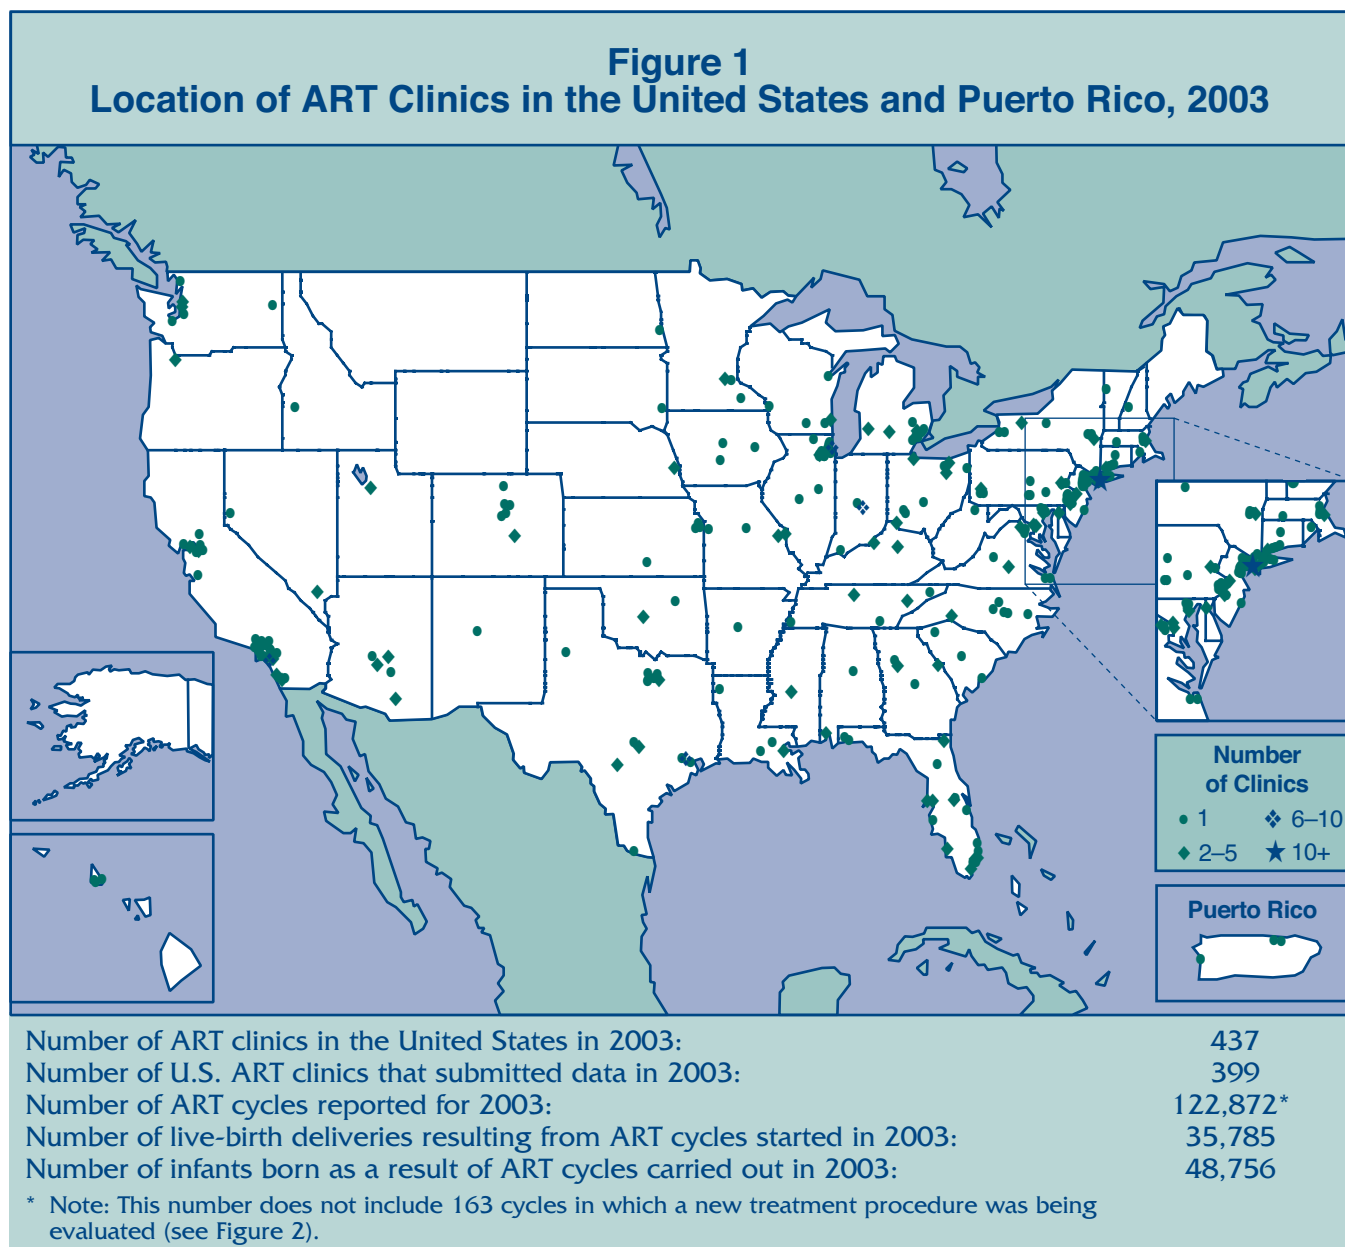 Figure 1
Location of ART Clinics in the United States and Puerto Rico, 2003
Number
of Clinics
1
6–10
2–5
10+
Puerto Rico
Number of ART clinics in the United States in 2003: 437
Number of U.S. ART clinics that submitted data in 2003: 399
Number of ART cycles reported for 2003: 122,872*
Number of live-birth deliveries resulting from ART cycles started in 2003: 35,785
Number of infants born as a result of ART cycles carried out in 2003: 48,756
* Note: This number does not include 163 cycles in which a new treatment procedure was being
evaluated (see Figure 2).